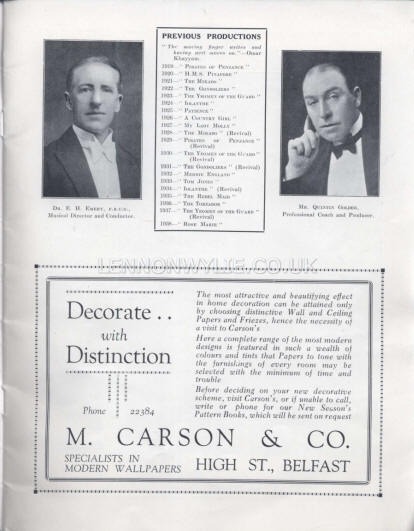 PREVIOUS PRODUCTIONS
"The moving finger writes and
having writ moves on."—Omar
Khayyam.
1919—"Pirates of Penzance"
1920—"H.M.S. Pinafore"
1921—"The Mikado"
1922—"The Gondoliers"
1923—"The Yeomen of the Guard"
1924—"Iolanthe"
1925—"Patience"
1926—"A Country Girl"
1927—"My Lady Molly"
1928—"The Mikado" (Revival)
1929—"Pirates of Penzance"
(Revival)
1930—"The Yeomen of the Guard"
(Revival)
1931—"The Gondoliers" (Revival)
1932—"Merrie England"
1933—"Tom Jones"
1934—"Iolanthe" (Revival)
1935—"The Rebel Maid"
1936—"The Toreador"
1937—"The Yeomen of the Guard"
(Revival)
1938—"Rose Marie"
Dr. E. H. Emery, F.R.C.O.,
Musical Director and Conductor.
Mr. Quintin Golder,
Professional Coach and Producer.
LENNONWYLIE.CO.UK
Decorate . .
with
Distinction
Phone 22384
The most attractive and beautifying effect
in home decoration can be attained only
by choosing distinctive Wall and Ceiling
Papers and Friezes, hence the necessity of
a visit to Carson's
Here a complete range of the most modern
designs is featured in such a wealth of
colours and tints that Papers to tone with
the furnishings of every room may be
selected with the minimum of time and
trouble
Before deciding on your new decorative
scheme, visit Carson's, or if unable to call,
write or phone for our New Season's
Pattern Books, which will be sent on request
M. CARSON & CO.
SPECIALISTS IN
MODERN WALLPAPERS
HIGH ST., BELFAST